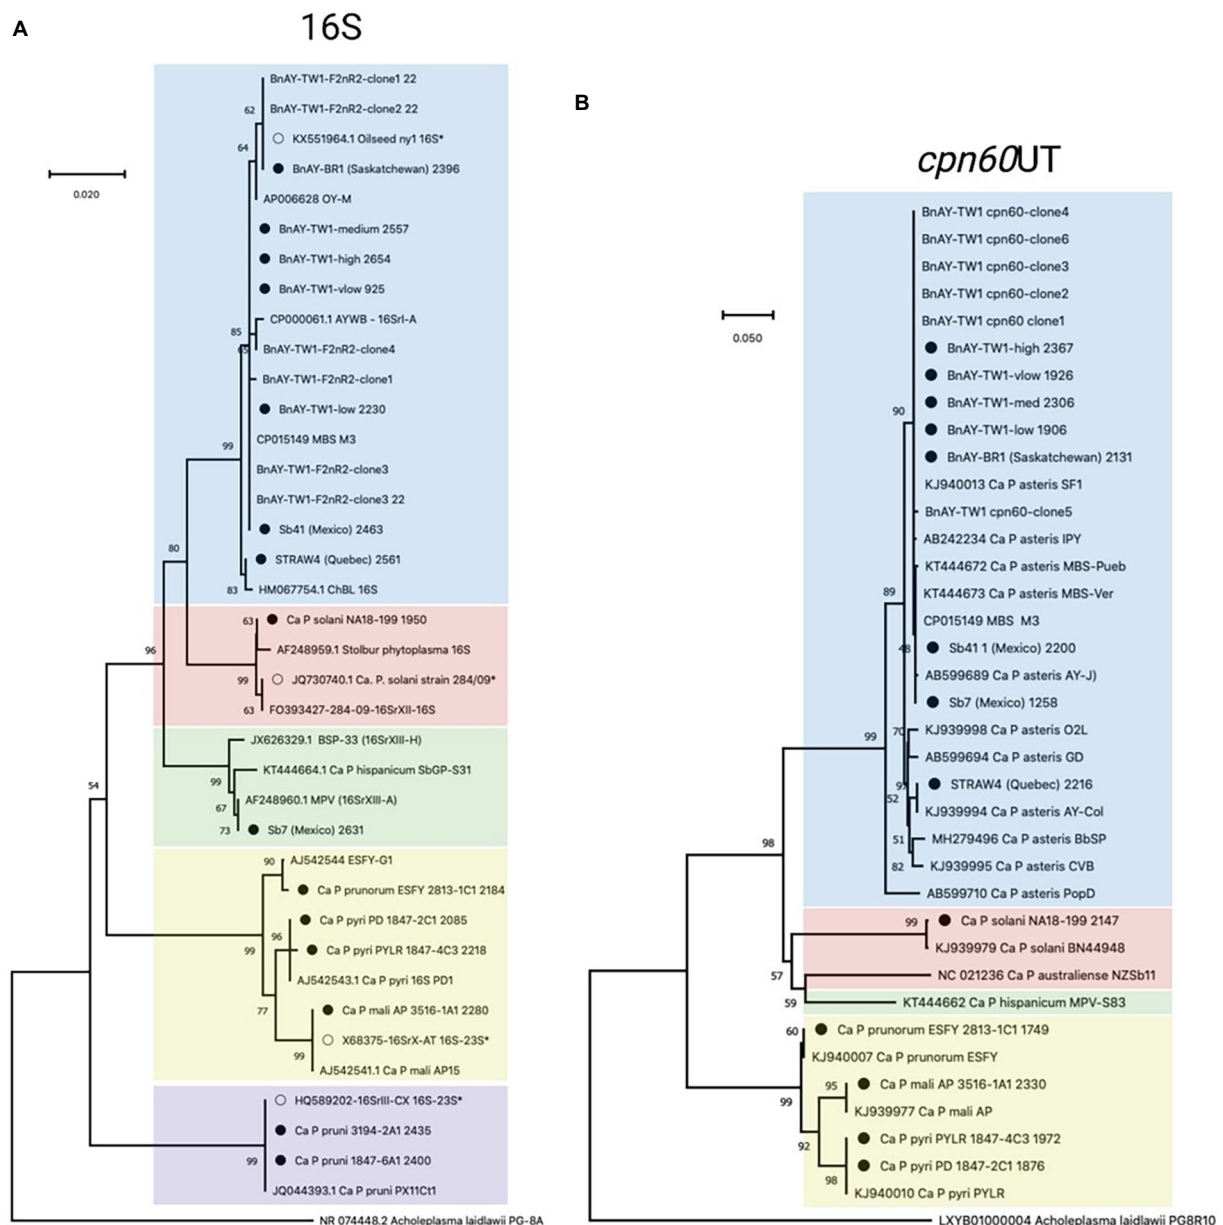 A
16S
BnAY-TW1-F2nR2-clone1 22
62
BnAY-TW1-F2nR2-clone2 22
KX551964.1 Oilseed ny1 16S*
64
BnAY-BR1 (Saskatchewan) 2396
0.020
AP006628 OY-M
BnAY-TW1-medium 2557
BnAY-TW1-high 2654
BnAY-TW1-vlow 925
CP000061.1 AYWB - 16SrI-A
85
65
BnAY-TW1-F2nR2-clone4
BnAY-TW1-F2nR2-clone1
BnAY-TW1-low 2230
99
CP015149 MBS M3
BnAY-TW1-F2nR2-clone3
BnAY-TW1-F2nR2-clone3 22
Sb41 (Mexico) 2463
80
STRAW4 (Quebec) 2561
83
HM067754.1 ChBL 16S
63
Ca P solani NA18-199 1950
96
AF248959.1 Stolbur phytoplasma 16S
99
JQ730740.1 Ca. P. solani strain 284/09*
63
FO393427-284-09-16SrXII-16S
JX626329.1 BSP-33 (16SrXIII-H)
KT444664.1 Ca P hispanicum SbGP-S31
99
54
AF248960.1 MPV (16SrXIII-A)
67
73
Sb7 (Mexico) 2631
90
AJ542544 ESFY-G1
Ca P prunorum ESFY 2813-1C1 2184
Ca P pyri PD 1847-2C1 2085
96
99
Ca P pyri PYLR 1847-4C3 2218
AJ542543.1 Ca P pyri 16S PD1
77
Ca P mali AP 3516-1A1 2280
X68375-16SrX-AT 16S-23S*
99
AJ542541.1 Ca P mali AP15
HQ589202-16SrIII-CX 16S-23S*
Ca P pruni 3194-2A1 2435
99
Ca P pruni 1847-6A1 2400
JQ044393.1 Ca P pruni PX11Ct1
NR 074448.2 Acholeplasma laidlawii PG-8A
B
cpn60UT
BnAY-TW1 cpn60-clone4
BnAY-TW1 cpn60-clone6
BnAY-TW1 cpn60-clone3
BnAY-TW1 cpn60-clone2
BnAY-TW1 cpn60 clone1
0.050
BnAY-TW1-high 2367
BnAY-TW1-vlow 1926
BnAY-TW1-med 2306
90
BnAY-TW1-low 1906
BnAY-BR1 (Saskatchewan) 2131
KJ940013 Ca P asteris SF1
BnAY-TW1 cpn60-clone5
AB242234 Ca P asteris IPY
KT444672 Ca P asteris MBS-Pueb
89
KT444673 Ca P asteris MBS-Ver
CP015149 MBS M3
48
Sb41 1 (Mexico) 2200
AB599689 Ca P asteris AY-J)
Sb7 (Mexico) 1258
70
KJ939998 Ca P asteris O2L
99
AB599694 Ca P asteris GD
STRAW4 (Quebec) 2216
52
KJ939994 Ca P asteris AY-Col
51
MH279496 Ca P asteris BbSP
98
82
KJ939995 Ca P asteris CVB
AB599710 Ca P asteris PopD
99
Ca P solani NA18-199 2147
KJ939979 Ca P solani BN44948
57
NC 021236 Ca P australiense NZSb11
59
KT444662 Ca P hispanicum MPV-S83
60
Ca P prunorum ESFY 2813-1C1 1749
KJ940007 Ca P prunorum ESFY
95
Ca P mali AP 3516-1A1 2330
99
KJ939977 Ca P mali AP
92
Ca P pyri PYLR 1847-4C3 1972
Ca P pyri PD 1847-2C1 1876
98
KJ940010 Ca P pyri PYLR
LXYB01000004 Acholeplasma laidlawii PG8R10